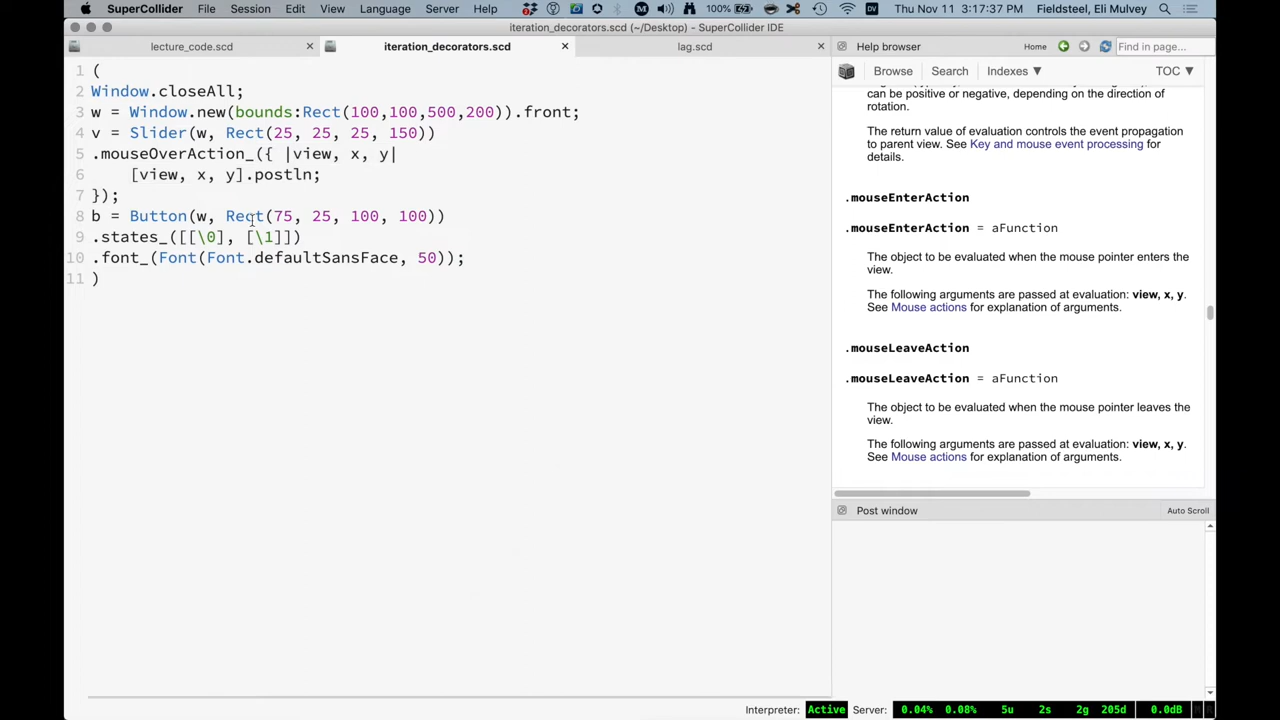 SuperCollider File Session Edit View Language Server Help 100% DV Thu Nov 11 3:17:37 PM Fieldsteel, Eli Mulvey
iteration_decorators.scd (~/Desktop) - SuperCollider IDE
lecture_code.scd iteration_decorators.scd lag.scd
Help browser Home Find in page...
Browse Search Indexes ▼ TOC ▼
1 (
2 Window.closeAll;
3 w = Window.new(bounds:Rect(100,100,500,200)).front;
4 v = Slider(w, Rect(25, 25, 25, 150))
5 .mouseOverAction_({ |view, x, y|
6 [view, x, y].postln;
7 });
8 b = Button(w, Rect(75, 25, 100, 100))
9 .states_([[\0], [\1]])
10 .font_(Font(Font.defaultSansFace, 50));
11 )
can be positive or negative, depending on the direction of
rotation.
The return value of evaluation controls the event propagation
to parent view. See Key and mouse event processing for
details.
.mouseEnterAction
.mouseEnterAction = aFunction
The object to be evaluated when the mouse pointer enters the
view.
The following arguments are passed at evaluation: view, x, y.
See Mouse actions for explanation of arguments.
.mouseLeaveAction
.mouseLeaveAction = aFunction
The object to be evaluated when the mouse pointer leaves the
view.
The following arguments are passed at evaluation: view, x, y.
See Mouse actions for explanation of arguments.
Post window Auto Scroll
Interpreter: Active Server: 0.04% 0.08% 5u 2s 2g 205d 0.0dB